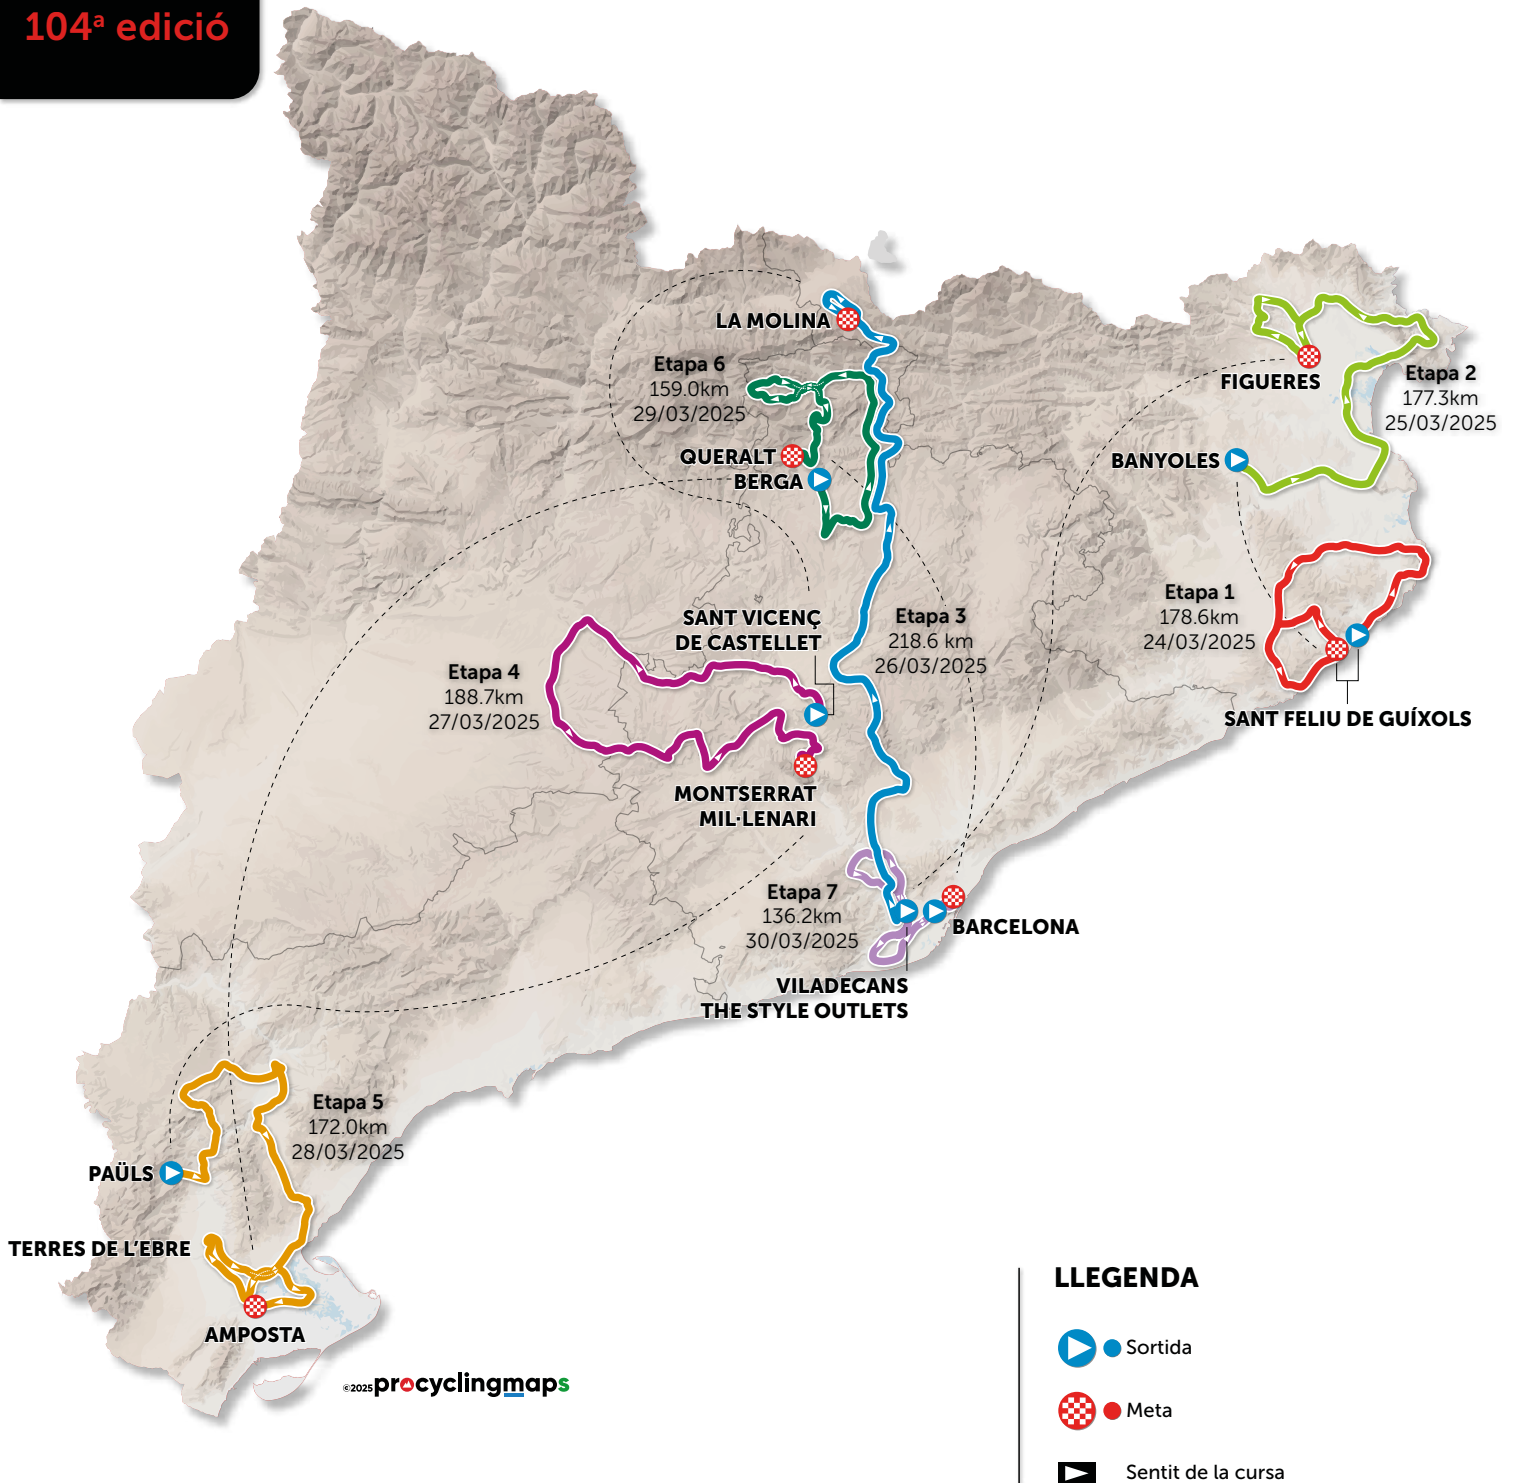 104ª edició
LA MOLINA
Etapa 6
159.0km
29/03/2025
FIGUERES
Etapa 2
177.3km
25/03/2025
QUERALT
BERGA
BANYOLES
SANT VICENÇ
DE CASTELLET
Etapa 3
218.6 km
26/03/2025
Etapa 1
178.6km
24/03/2025
Etapa 4
188.7km
27/03/2025
SANT FELIU DE GUÍXOLS
MONTSERRAT
MIL·LENARI
Etapa 7
136.2km
30/03/2025
BARCELONA
VILADECANS
THE STYLE OUTLETS
Etapa 5
172.0km
28/03/2025
PAÜLS
TERRES DE L'EBRE
AMPOSTA
©2025 procyclingmaps
LLEGENDA
Sortida
Meta
Sentit de la cursa